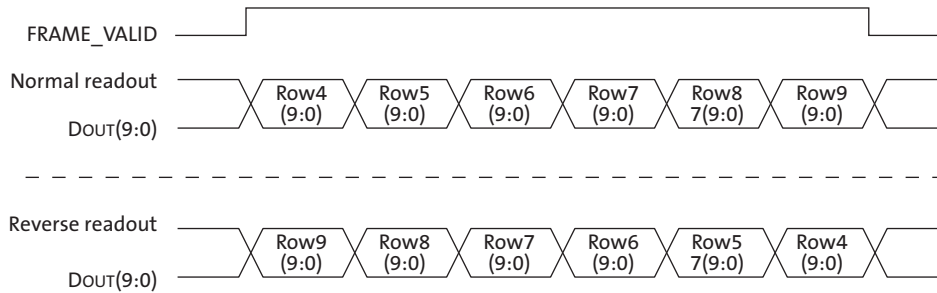 FRAME_VALID
Normal readout
Row4 Row5 Row6 Row7 Row8 Row9
(9:0) (9:0) (9:0) (9:0) 7(9:0) (9:0)
DOUT(9:0)
Reverse readout
Row9 Row8 Row7 Row6 Row5 Row4
(9:0) (9:0) (9:0) (9:0) 7(9:0) (9:0)
DOUT(9:0)